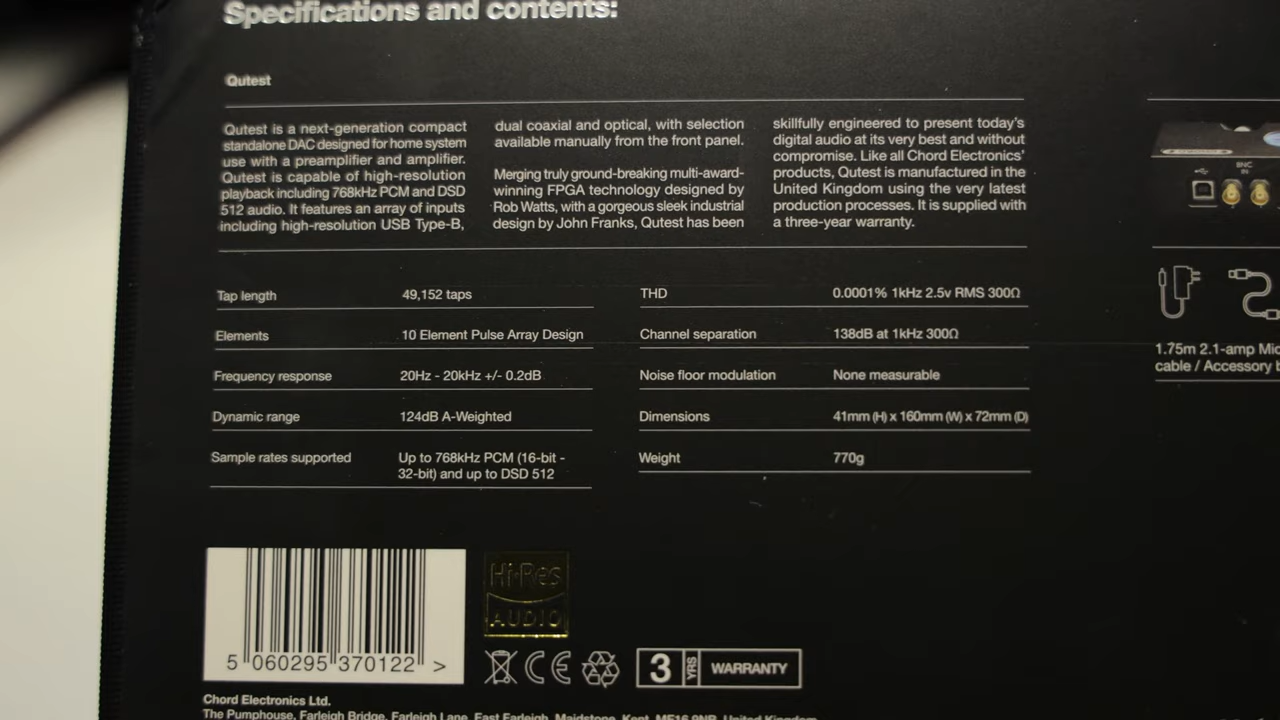 Specifications and contents:
Qutest
Qutest is a next-generation compact
standalone DAC designed for home system
use with a preamplifier and amplifier.
Qutest is capable of high-resolution
playback including 768kHz PCM and DSD
512 audio. It features an array of inputs
including high-resolution USB Type-B,
dual coaxial and optical, with selection
available manually from the front panel.
Merging truly ground-breaking multi-award-
winning FPGA technology designed by
Rob Watts, with a gorgeous sleek industrial
design by John Franks, Qutest has been
skillfully engineered to present today's
digital audio at its very best and without
compromise. Like all Chord Electronics'
products, Qutest is manufactured in the
United Kingdom using the very latest
production processes. It is supplied with
a three-year warranty.
Tap length 49,152 taps
Elements 10 Element Pulse Array Design
Frequency response 20Hz - 20kHz +/- 0.2dB
Dynamic range 124dB A-Weighted
Sample rates supported Up to 768kHz PCM (16-bit -
32-bit) and up to DSD 512
THD 0.0001% 1kHz 2.5v RMS 300Ω
Channel separation 138dB at 1kHz 300Ω
Noise floor modulation None measurable
Dimensions 41mm (H) x 160mm (W) x 72mm (D)
Weight 770g
BNC
IN
1.75m 2.1-amp
cable / Accessory
5 060295 370122 >
Hi-Res
AUDIO
CE
3 YRS WARRANTY
Chord Electronics Ltd.
The Pumphouse, Farleigh Bridge, Farleigh Lane, East Farleigh, Maidstone, Kent, ME16 9NB, United Kingdom